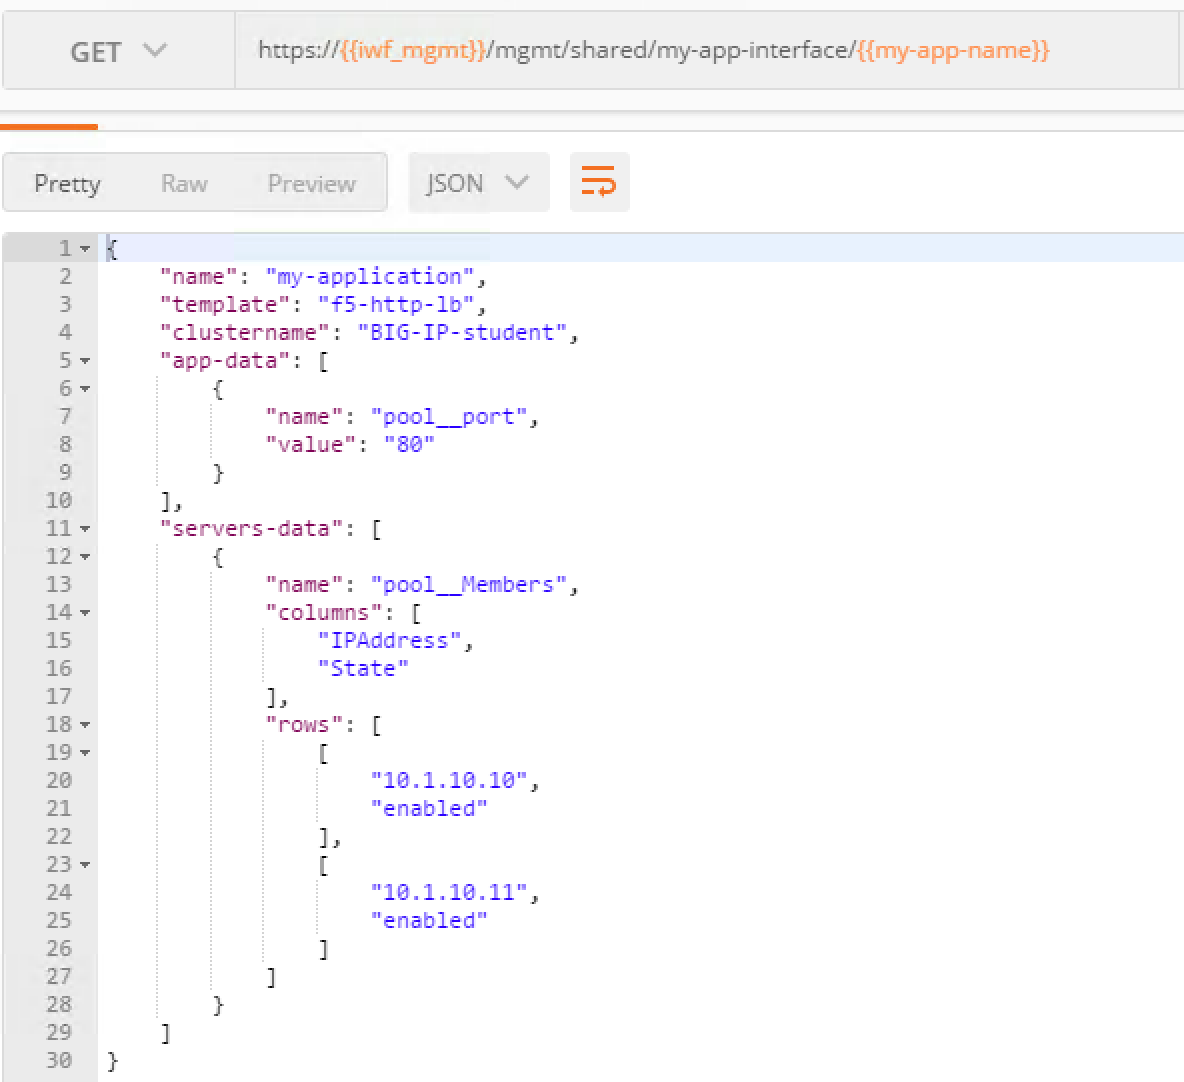 GET https://{{iwf_mgmt}}/mgmt/shared/my-app-interface/{{my-app-name}}
Pretty Raw Preview JSON
1 {
2 "name": "my-application",
3 "template": "f5-http-lb",
4 "clustername": "BIG-IP-student",
5 "app-data": [
6 {
7 "name": "pool__port",
8 "value": "80"
9 }
10 ],
11 "servers-data": [
12 {
13 "name": "pool__Members",
14 "columns": [
15 "IPAddress",
16 "State"
17 ],
18 "rows": [
19 [
20 "10.1.10.10",
21 "enabled"
22 ],
23 [
24 "10.1.10.11",
25 "enabled"
26 ]
27 ]
28 }
29 ]
30 }